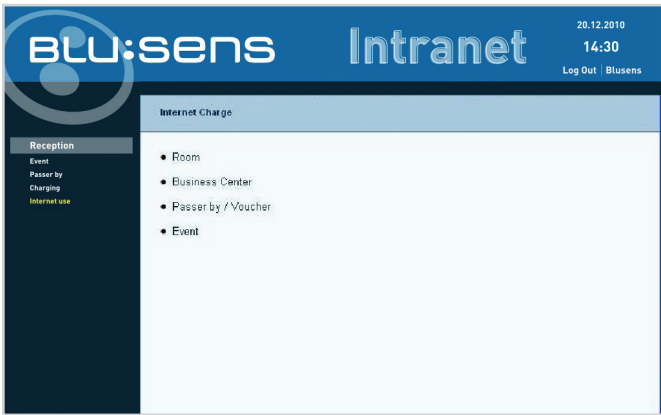 BLU:SENS
Intranet
20.12.2010
14:30
Log Out | Blusens
Internet Charge
Reception
Event
Passer by
Charging
Internet use
Room
Business Center
Passer by / Voucher
Event